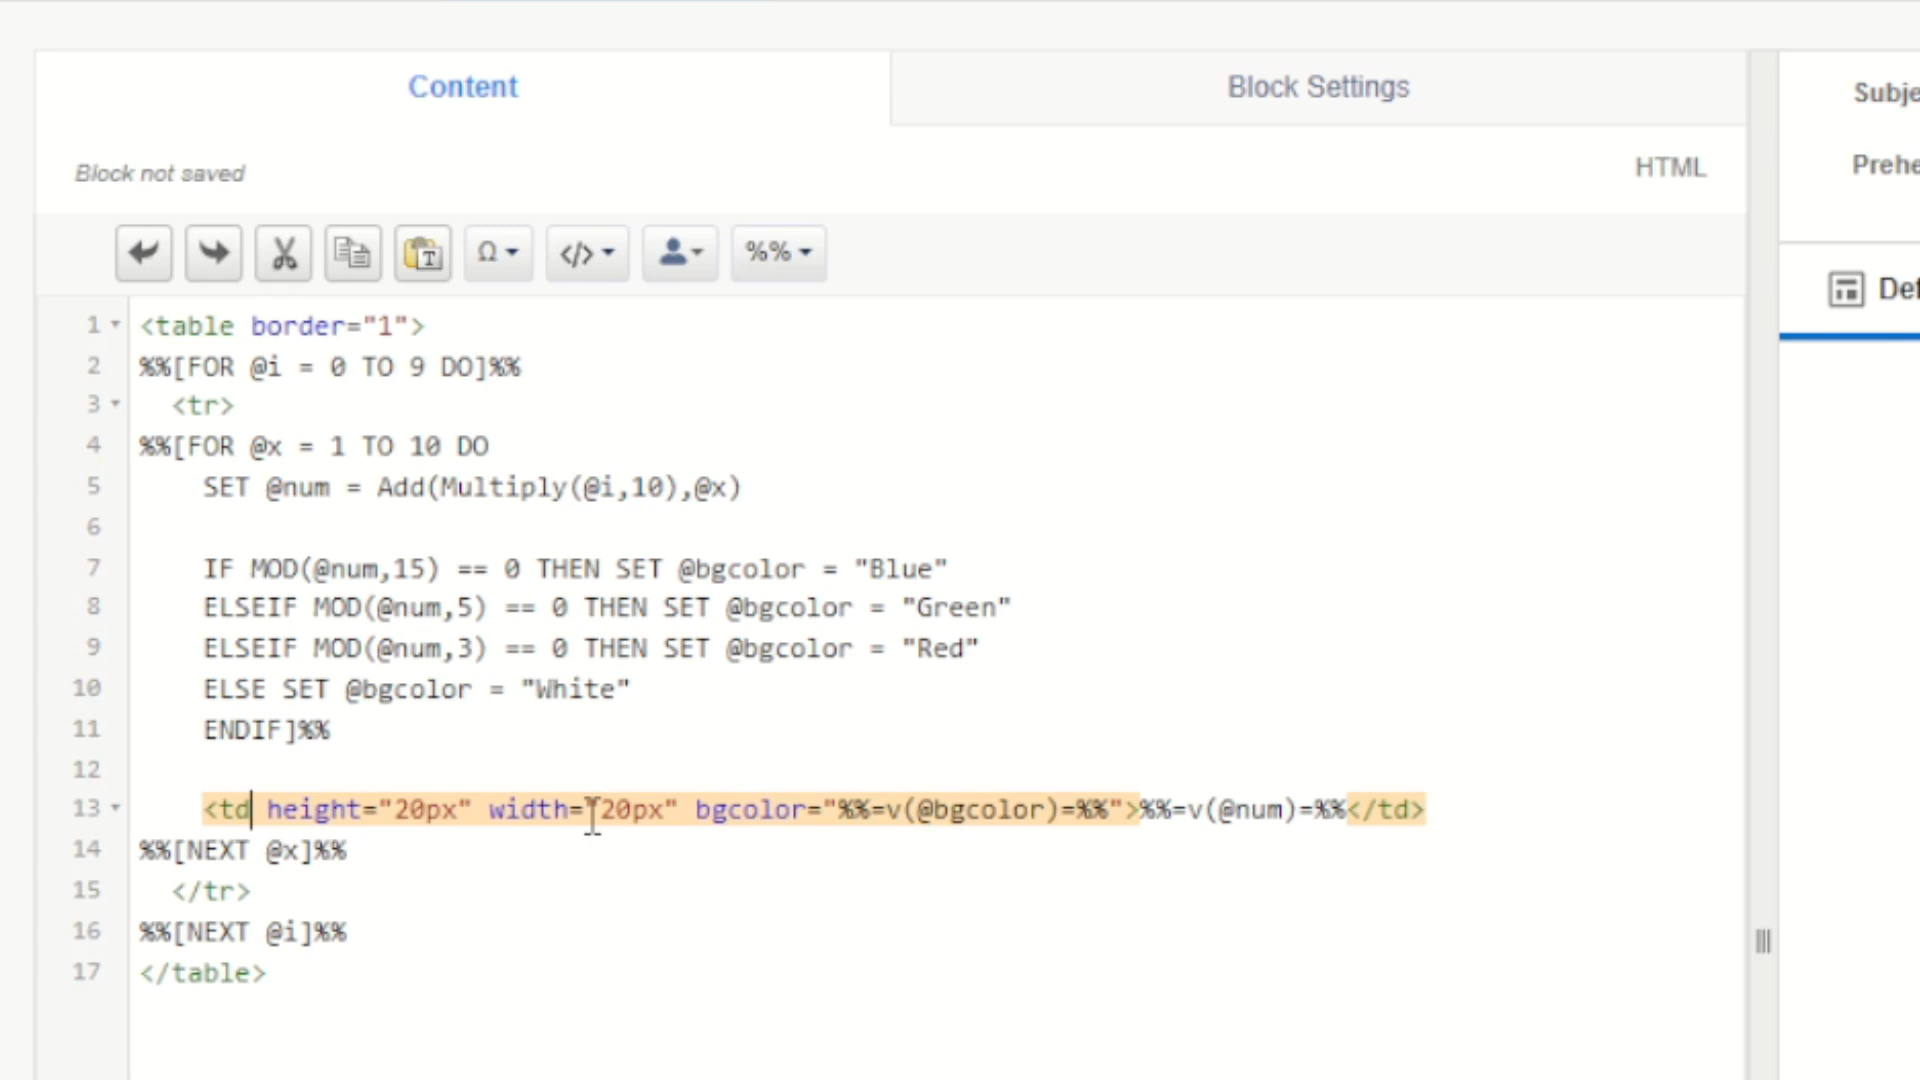 Content
Block Settings
Subje
Block not saved
HTML
Prehe
Ω
</>
%%
Def
1 <table border="1">
2 %%[FOR @i = 0 TO 9 DO]%%
3   <tr>
4 %%[FOR @x = 1 TO 10 DO
5     SET @num = Add(Multiply(@i,10),@x)
6
7     IF MOD(@num,15) == 0 THEN SET @bgcolor = "Blue"
8     ELSEIF MOD(@num,5) == 0 THEN SET @bgcolor = "Green"
9     ELSEIF MOD(@num,3) == 0 THEN SET @bgcolor = "Red"
10     ELSE SET @bgcolor = "White"
11     ENDIF]%%
12
13     <td height="20px" width="20px" bgcolor="%%=v(@bgcolor)=%%">%%=v(@num)=%%</td>
14 %%[NEXT @x]%%
15   </tr>
16 %%[NEXT @i]%%
17 </table>